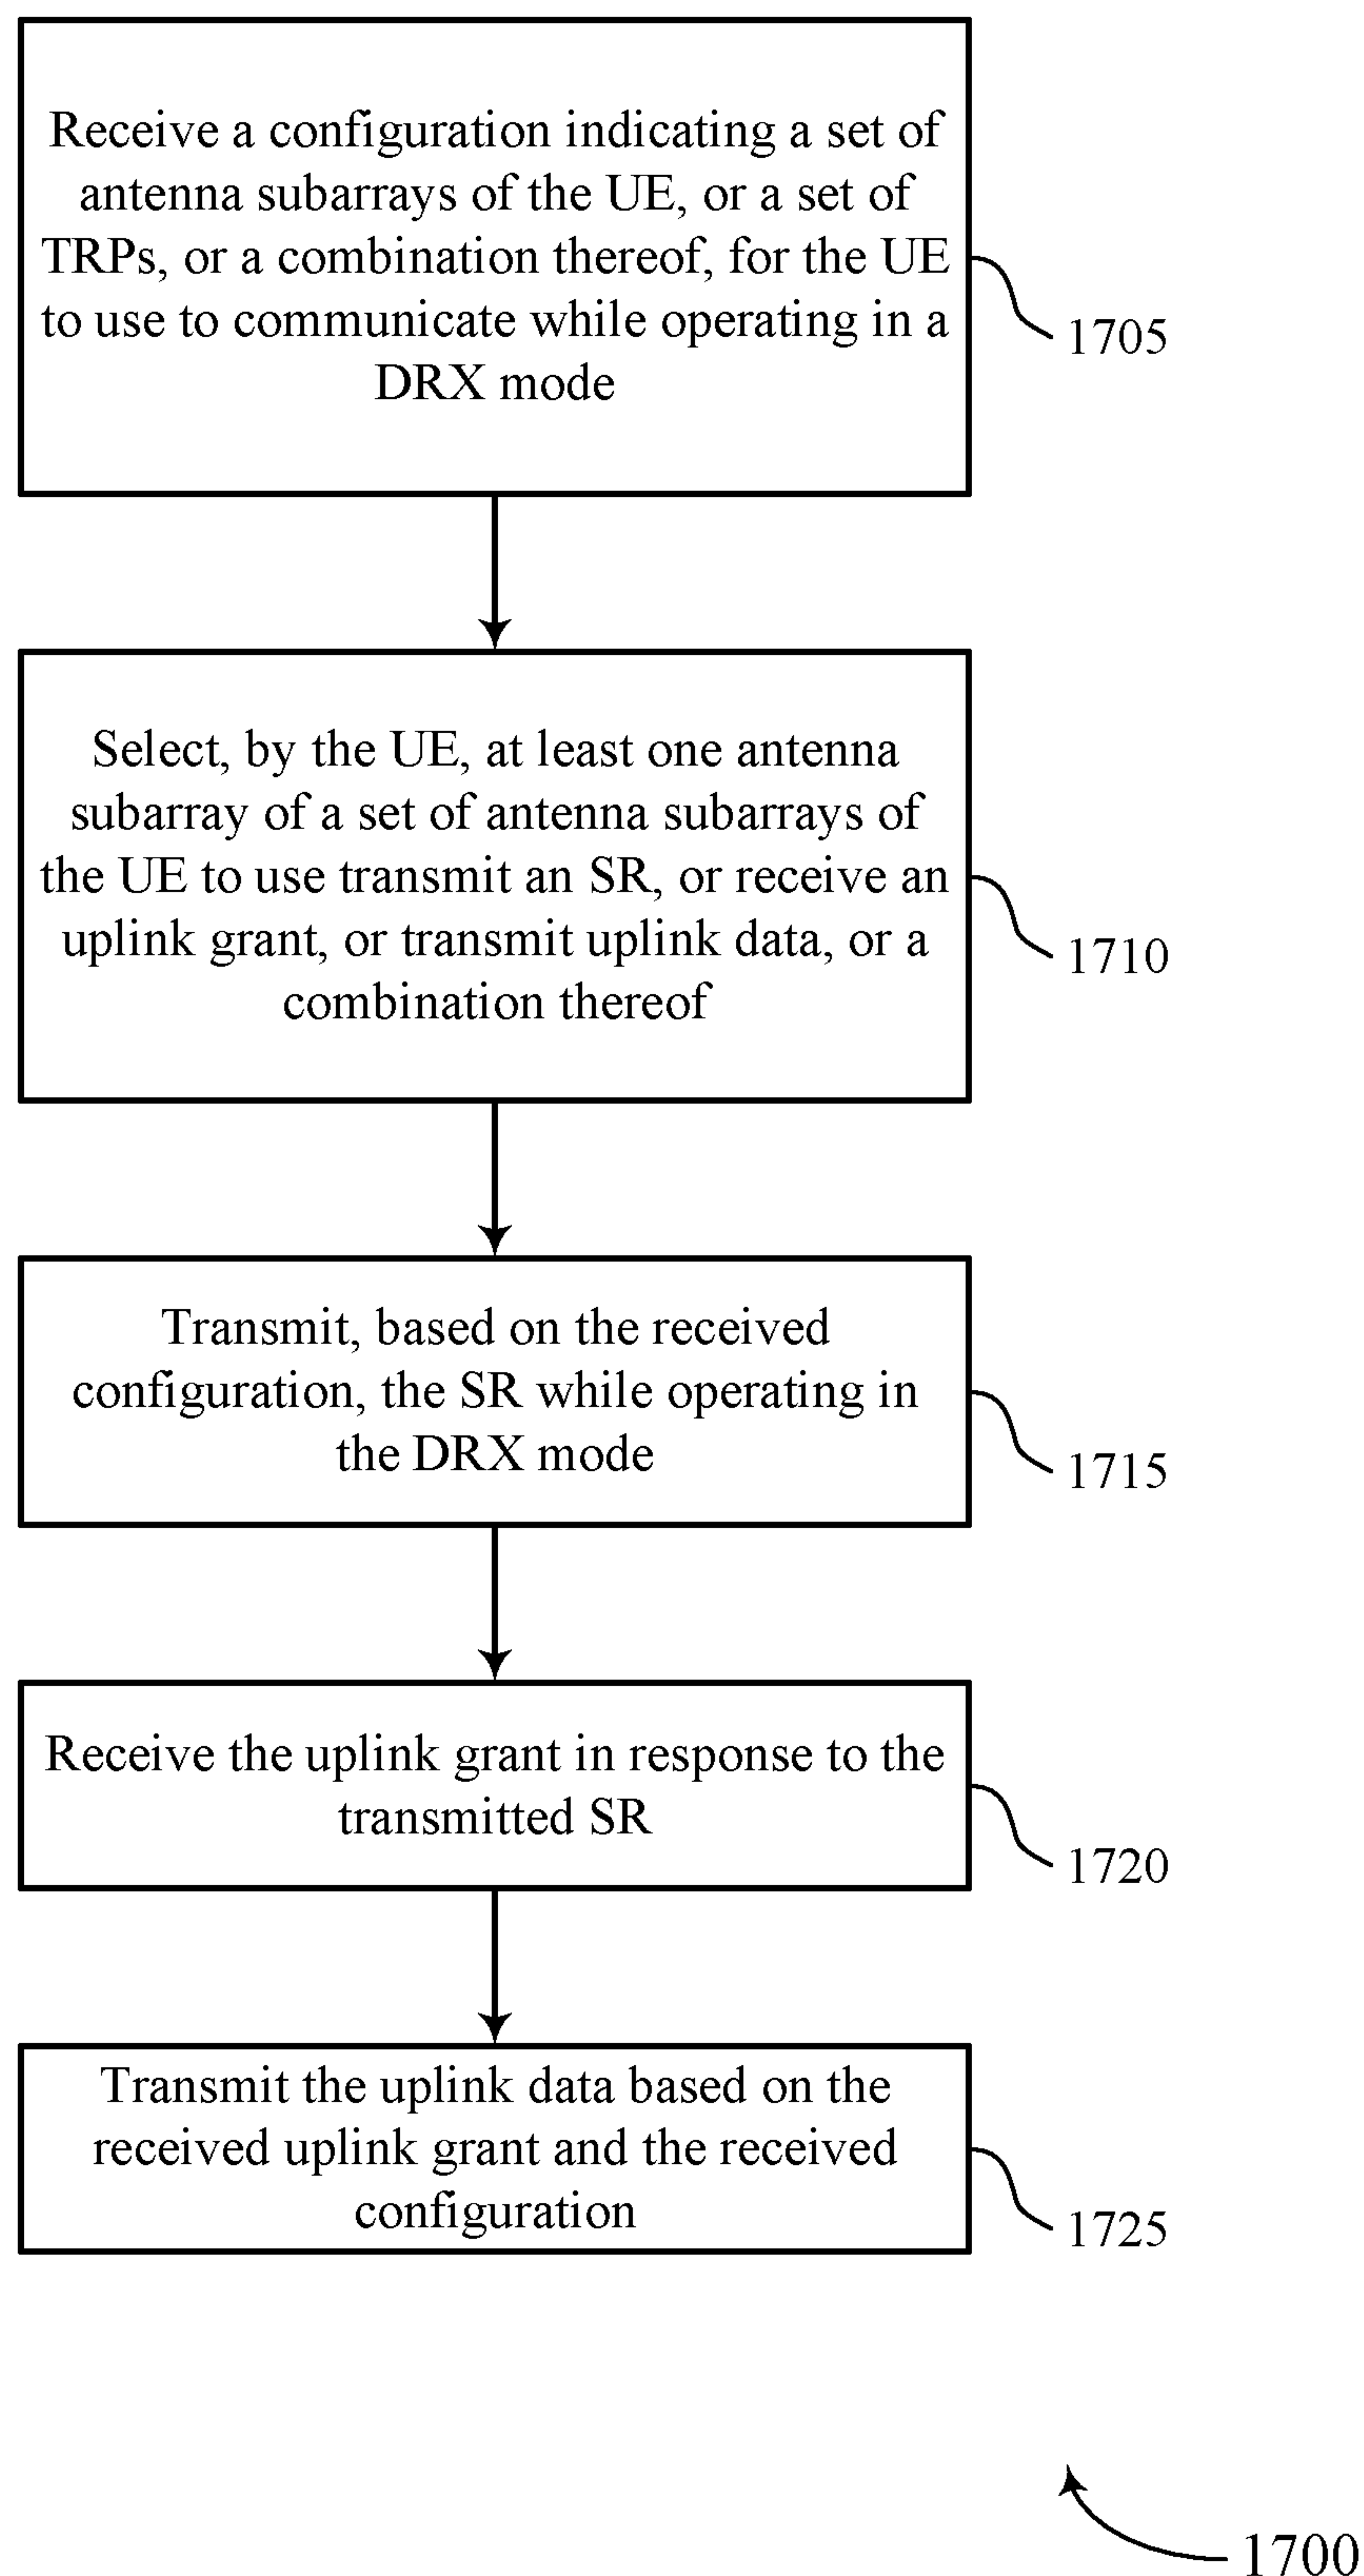 Receive a configuration indicating a set of
antenna subarrays of the UE, or a set of
TRPs, or a combination thereof, for the UE
to use to communicate while operating in a
DRX mode
1705
Select, by the UE, at least one antenna
subarray of a set of antenna subarrays of
the UE to use transmit an SR, or receive an
uplink grant, or transmit uplink data, or a
combination thereof
1710
Transmit, based on the received
configuration, the SR while operating in
the DRX mode
1715
Receive the uplink grant in response to the
transmitted SR
1720
Transmit the uplink data based on the
received uplink grant and the received
configuration
1725
1700